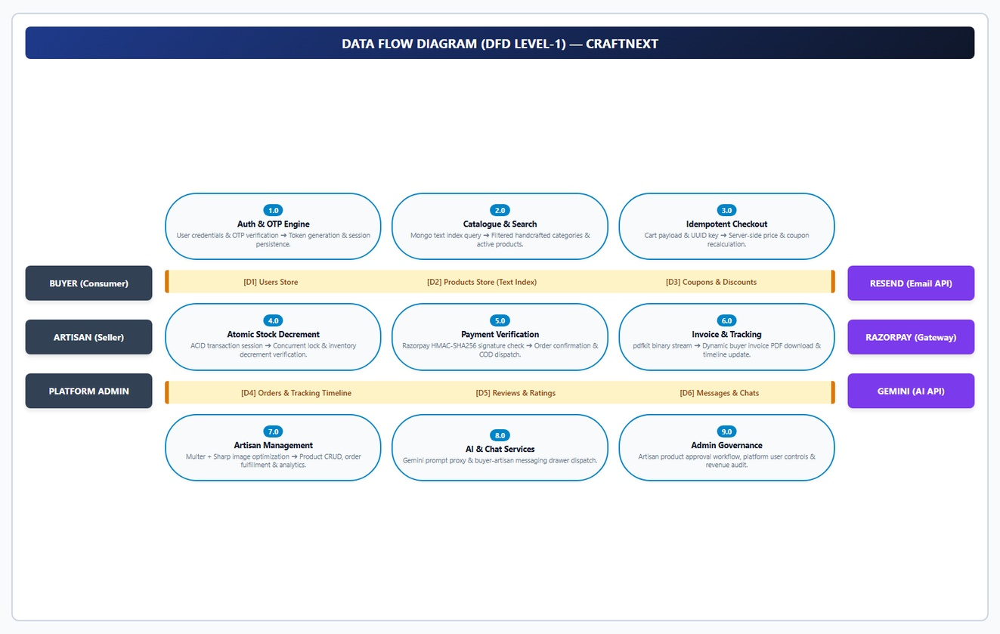 DATA FLOW DIAGRAM (DFD LEVEL-1) — CRAFTNEXT
BUYER (Consumer)
ARTISAN (Seller)
PLATFORM ADMIN
1.0
Auth & OTP Engine
User credentials & OTP verification ➔ Token generation & session
persistence.
2.0
Catalogue & Search
Mongo text index query ➔ Filtered handcrafted categories &
active products.
3.0
Idempotent Checkout
Cart payload & UUID key ➔ Server-side price & coupon
recalculation.
[D1] Users Store
[D2] Products Store (Text Index)
[D3] Coupons & Discounts
4.0
Atomic Stock Decrement
ACID transaction session ➔ Concurrent lock & inventory
decrement verification.
5.0
Payment Verification
Razorpay HMAC-SHA256 signature check ➔ Order confirmation &
COD dispatch.
6.0
Invoice & Tracking
pdfkit binary stream ➔ Dynamic buyer invoice PDF download &
timeline update.
[D4] Orders & Tracking Timeline
[D5] Reviews & Ratings
[D6] Messages & Chats
7.0
Artisan Management
Multer + Sharp image optimization ➔ Product CRUD, order
fulfillment & analytics.
8.0
AI & Chat Services
Gemini prompt proxy & buyer-artisan messaging drawer dispatch.
9.0
Admin Governance
Artisan product approval workflow, platform user controls &
revenue audit.
RESEND (Email API)
RAZORPAY (Gateway)
GEMINI (AI API)